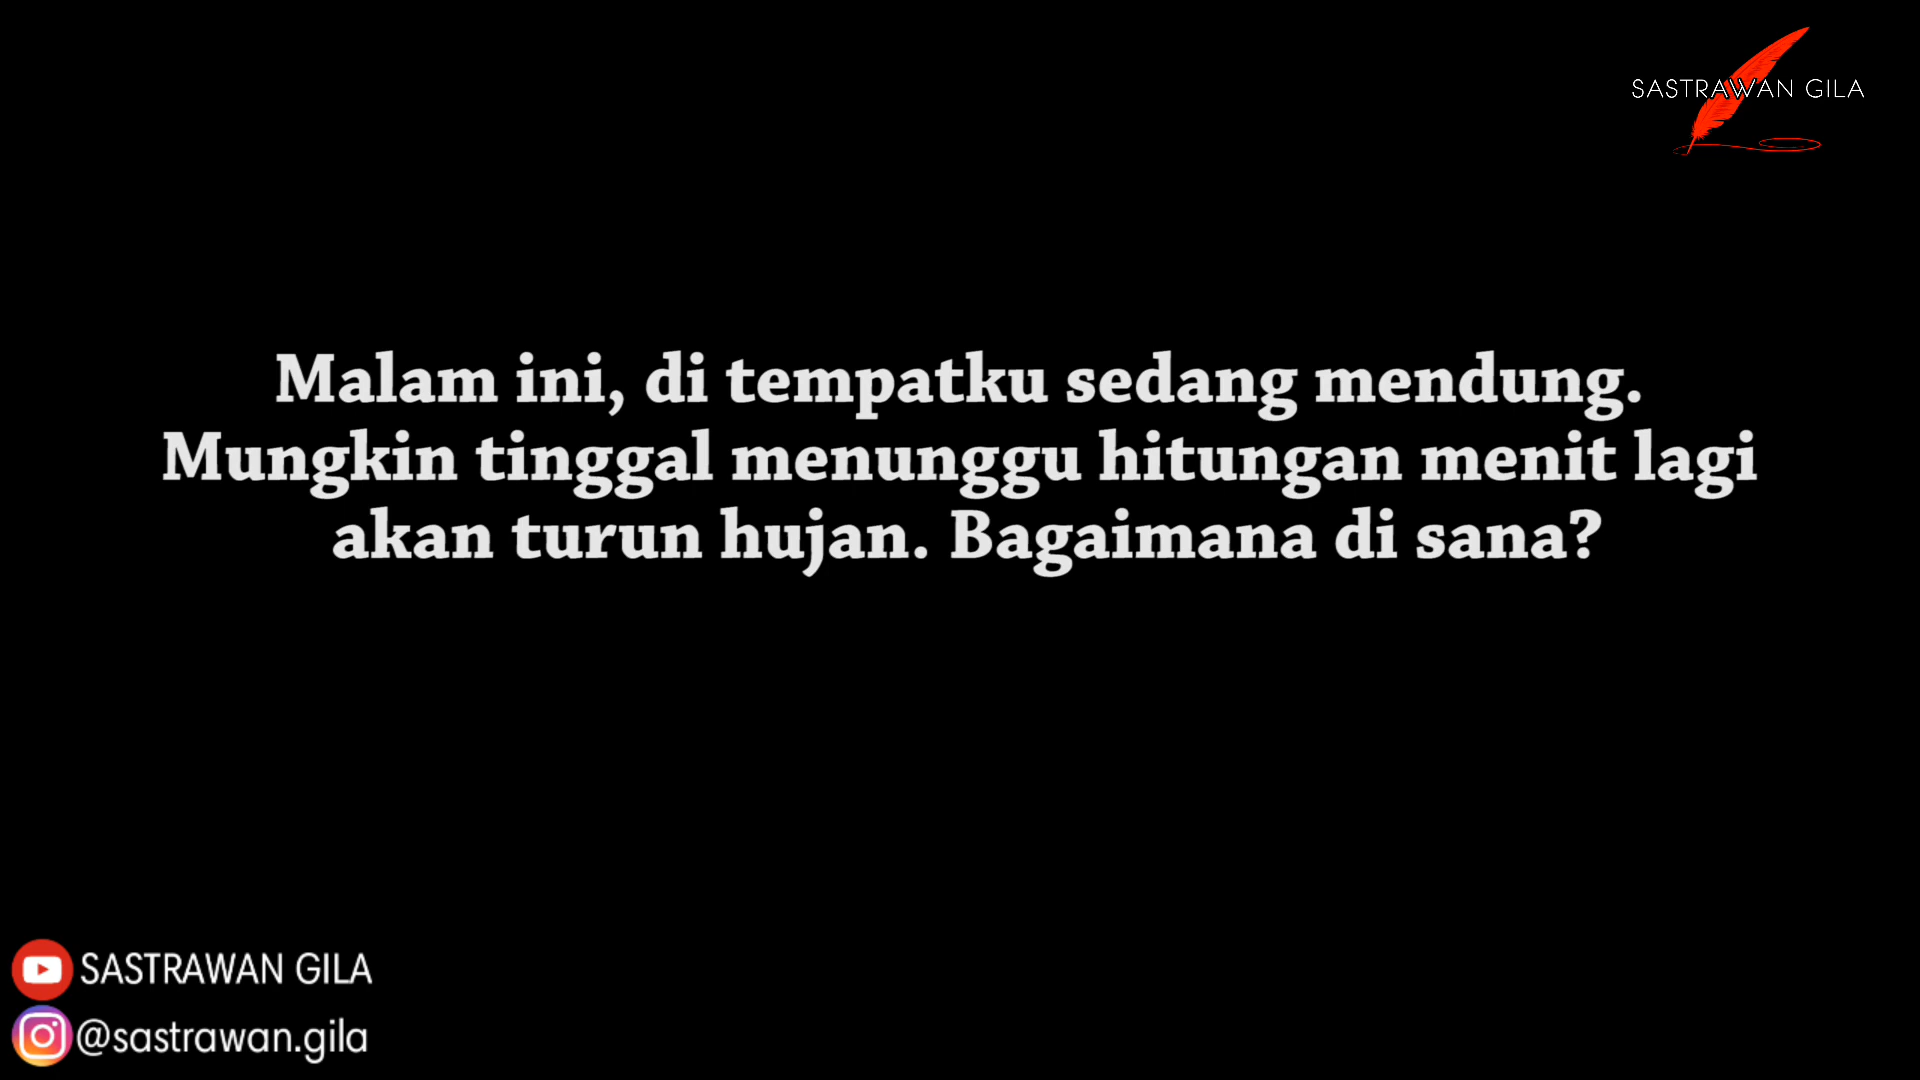 SASTRAWAN GILA
Malam ini, di tempatku sedang mendung.
Mungkin tinggal menunggu hitungan menit lagi
akan turun hujan. Bagaimana di sana?
SASTRAWAN GILA
@sastrawan.gila